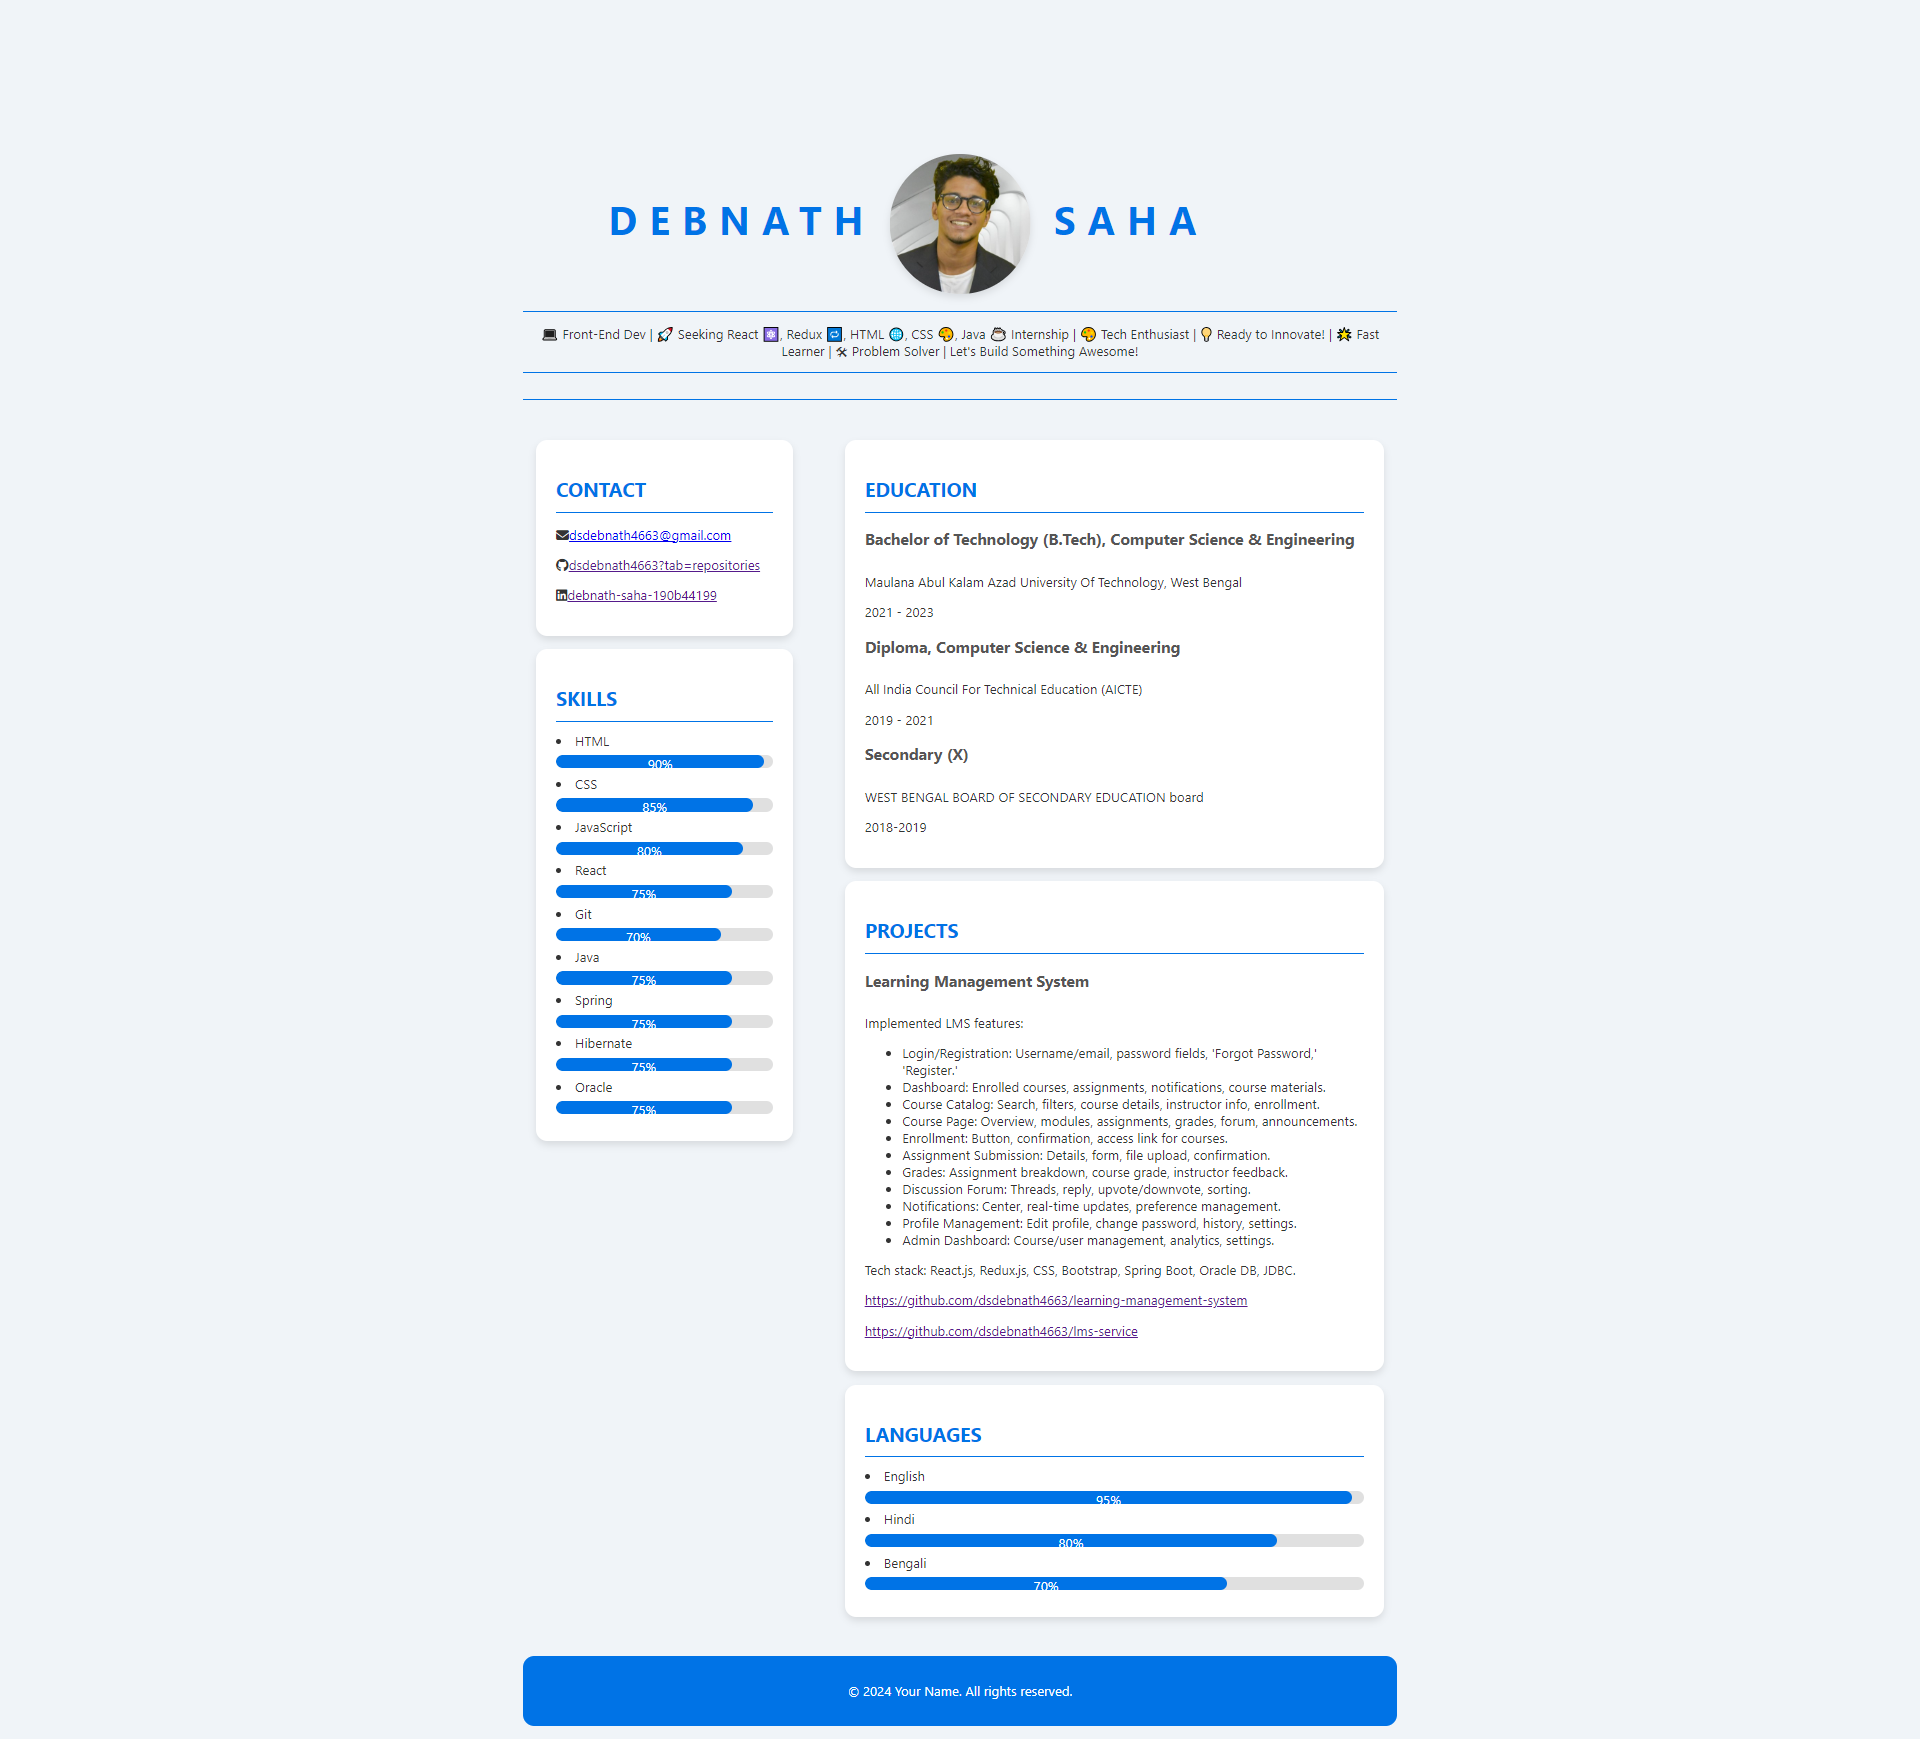 DEBNATH SAHA
💻 Front-End Dev | 🚀 Seeking React ⚛️, Redux 🔁, HTML 🌐, CSS 🎨, Java ☕ Internship | 🎨 Tech Enthusiast | 💡 Ready to Innovate! | 🌟 Fast
Learner | 🛠️ Problem Solver | Let's Build Something Awesome!
CONTACT
dsdebnath4663@gmail.com
dsdebnath4663?tab=repositories
debnath-saha-190b44199
SKILLS
• HTML
90%
• CSS
85%
• JavaScript
80%
• React
75%
• Git
70%
• Java
75%
• Spring
75%
• Hibernate
75%
• Oracle
75%
EDUCATION
Bachelor of Technology (B.Tech), Computer Science & Engineering
Maulana Abul Kalam Azad University Of Technology, West Bengal
2021 - 2023
Diploma, Computer Science & Engineering
All India Council For Technical Education (AICTE)
2019 - 2021
Secondary (X)
WEST BENGAL BOARD OF SECONDARY EDUCATION board
2018-2019
PROJECTS
Learning Management System
Implemented LMS features:
• Login/Registration: Username/email, password fields, 'Forgot Password,'
'Register.'
• Dashboard: Enrolled courses, assignments, notifications, course materials.
• Course Catalog: Search, filters, course details, instructor info, enrollment.
• Course Page: Overview, modules, assignments, grades, forum, announcements.
• Enrollment: Button, confirmation, access link for courses.
• Assignment Submission: Details, form, file upload, confirmation.
• Grades: Assignment breakdown, course grade, instructor feedback.
• Discussion Forum: Threads, reply, upvote/downvote, sorting.
• Notifications: Center, real-time updates, preference management.
• Profile Management: Edit profile, change password, history, settings.
• Admin Dashboard: Course/user management, analytics, settings.
Tech stack: React.js, Redux.js, CSS, Bootstrap, Spring Boot, Oracle DB, JDBC.
https://github.com/dsdebnath4663/learning-management-system
https://github.com/dsdebnath4663/lms-service
LANGUAGES
• English
95%
• Hindi
80%
• Bengali
70%
© 2024 Your Name. All rights reserved.